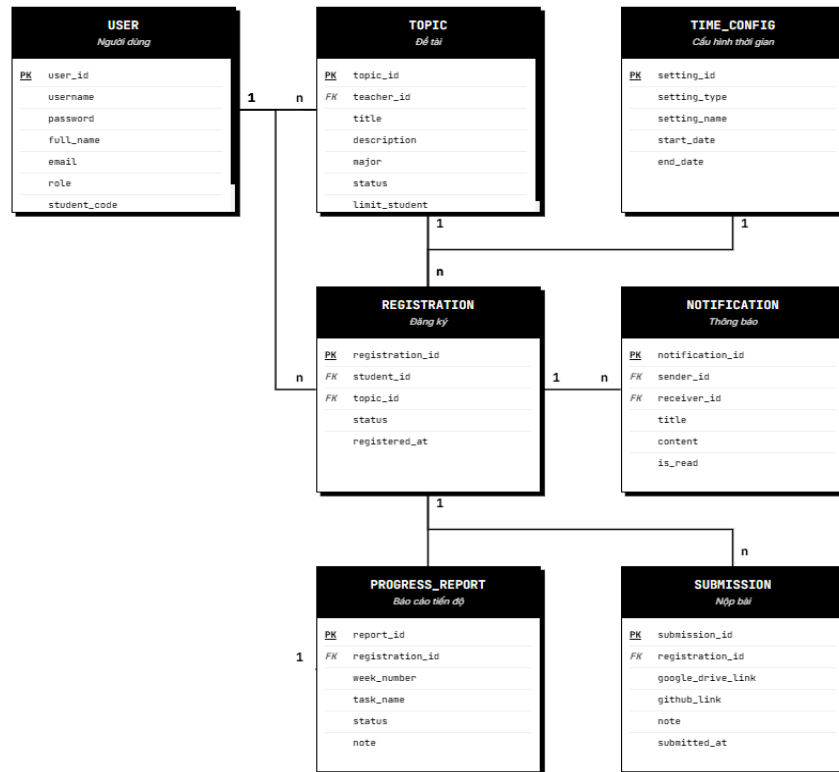 USER
Người dùng
PK user_id
username
password
full_name
email
role
student_code
1 n
TOPIC
Đề tài
PK topic_id
FK teacher_id
title
description
major
status
limit_student
TIME_CONFIG
Cấu hình thời gian
PK setting_id
setting_type
setting_name
start_date
end_date
1
1
n
REGISTRATION
Đăng ký
PK registration_id
FK student_id
FK topic_id
status
registered_at
n
1 n
NOTIFICATION
Thông báo
PK notification_id
FK sender_id
FK receiver_id
title
content
is_read
1
n
PROGRESS_REPORT
Báo cáo tiến độ
PK report_id
FK registration_id
week_number
task_name
status
note
1
SUBMISSION
Nộp bài
PK submission_id
FK registration_id
google_drive_link
github_link
note
submitted_at